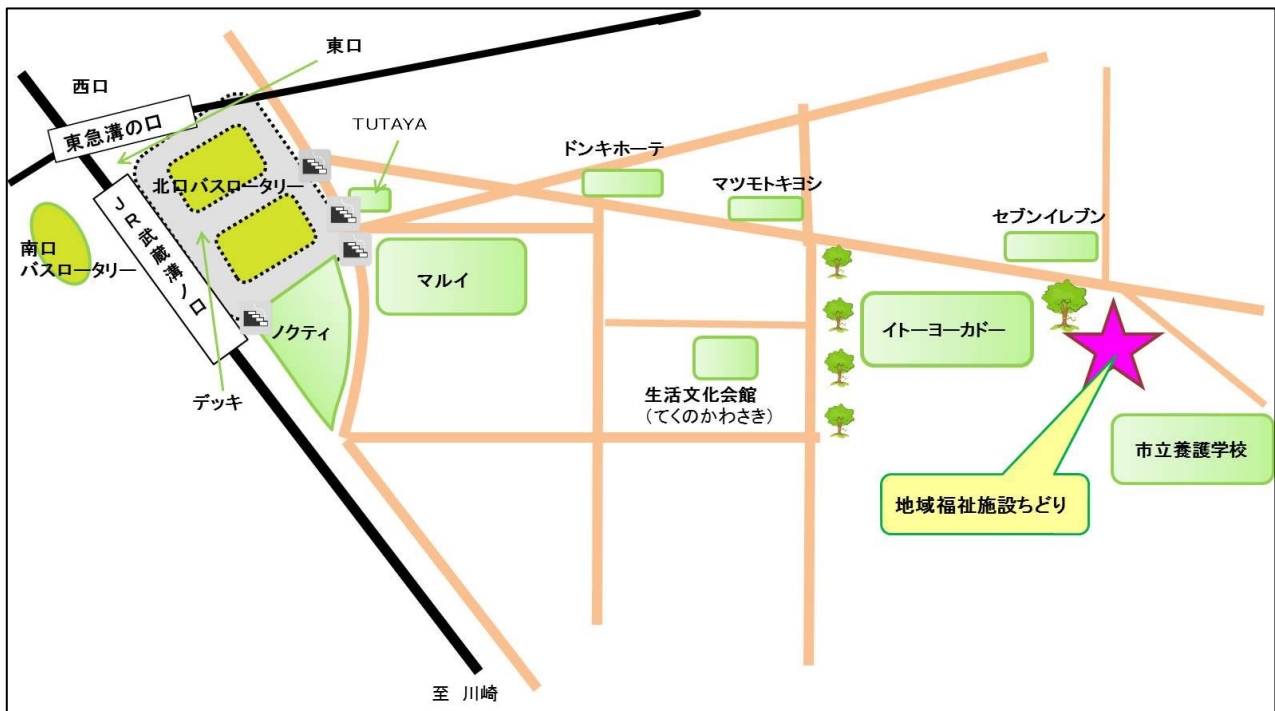 東口
西口
東急溝の口
TUTAYA
ドンキホーテ
マツモトキヨシ
北口バスロータリー
セブンイレブン
JR武蔵溝ノ口
南口
バスロータリー
マルイ
ノクティ
イトーヨーカドー
デッキ
生活文化会館
(てくのかわさき)
市立養護学校
地域福祉施設ちどり
至 川崎